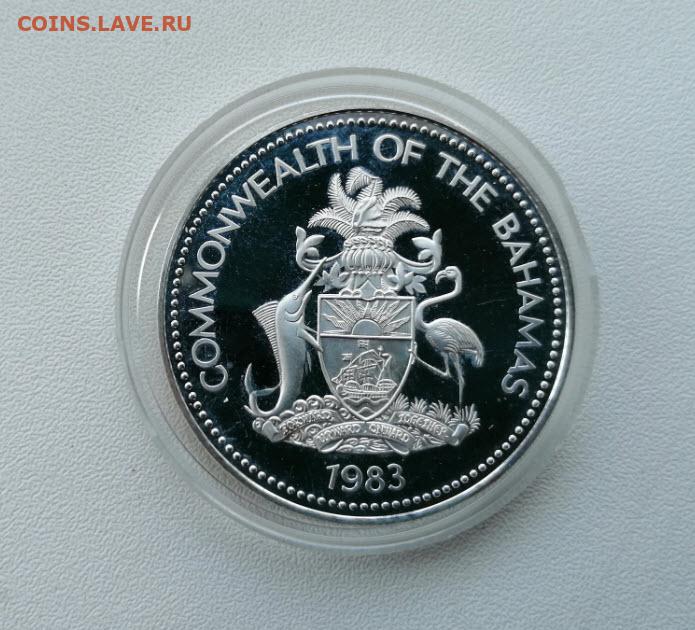 COINS.LAVE.RU
COMMONWEALTH OF THE BAHAMAS
FORWARD UPWARD ONWARD TOGETHER
1983